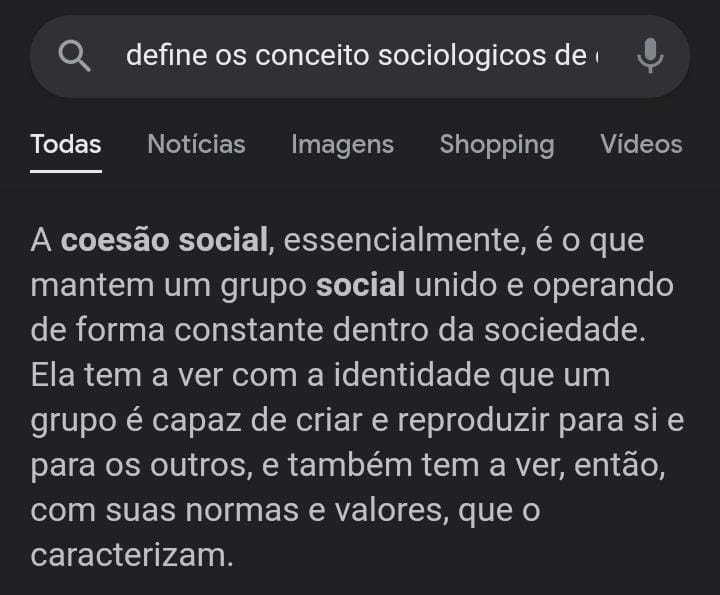 define os conceito sociologicos de
Todas Notícias Imagens Shopping Vídeos
A coesão social, essencialmente, é o que
mantem um grupo social unido e operando
de forma constante dentro da sociedade.
Ela tem a ver com a identidade que um
grupo é capaz de criar e reproduzir para si e
para os outros, e também tem a ver, então,
com suas normas e valores, que o
caracterizam.